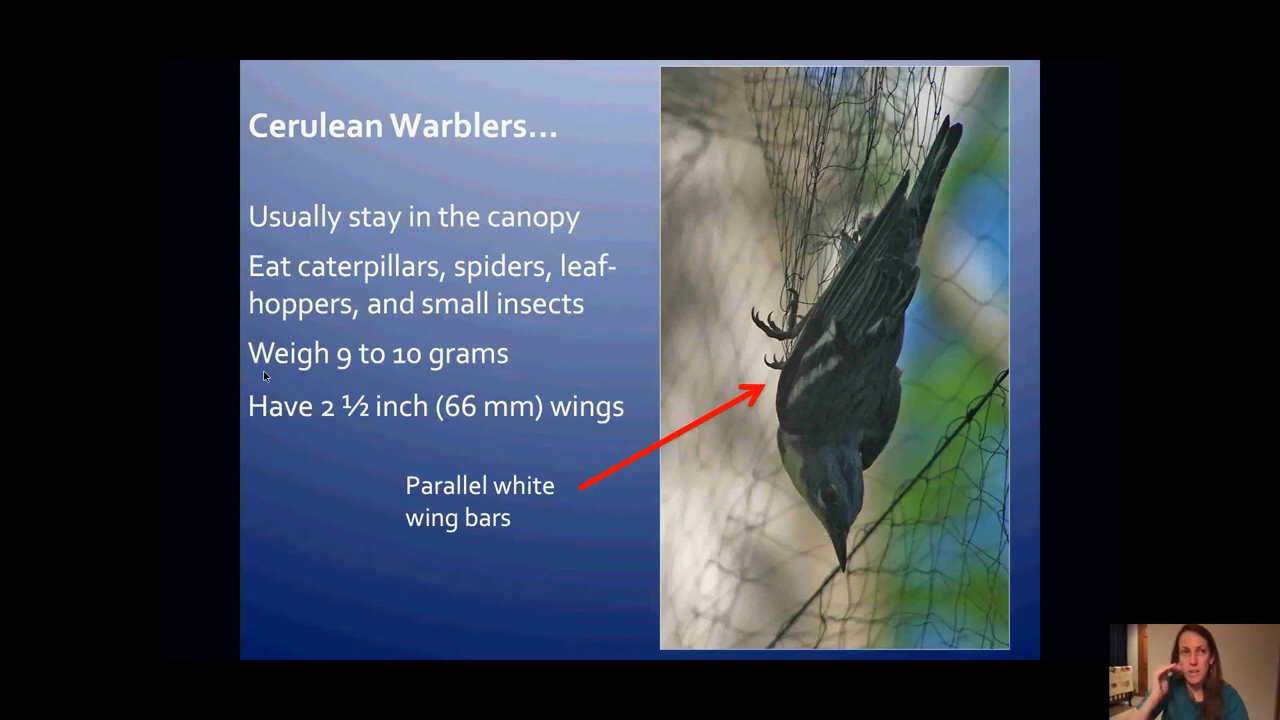 Cerulean Warblers...
Usually stay in the canopy
Eat caterpillars, spiders, leaf-
hoppers, and small insects
Weigh 9 to 10 grams
Have 2 ½ inch (66 mm) wings
Parallel white
wing bars